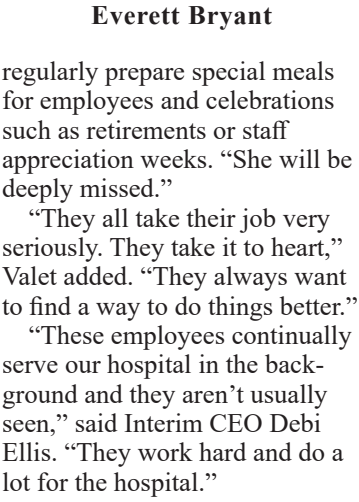 Everett Bryant
regularly prepare special meals
for employees and celebrations
such as retirements or staff
appreciation weeks. “She will be
deeply missed.”
“They all take their job very
seriously. They take it to heart,”
Valet added. “They always want
to find a way to do things better.”
“These employees continually
serve our hospital in the back-
ground and they aren’t usually
seen,” said Interim CEO Debi
Ellis. “They work hard and do a
lot for the hospital.”